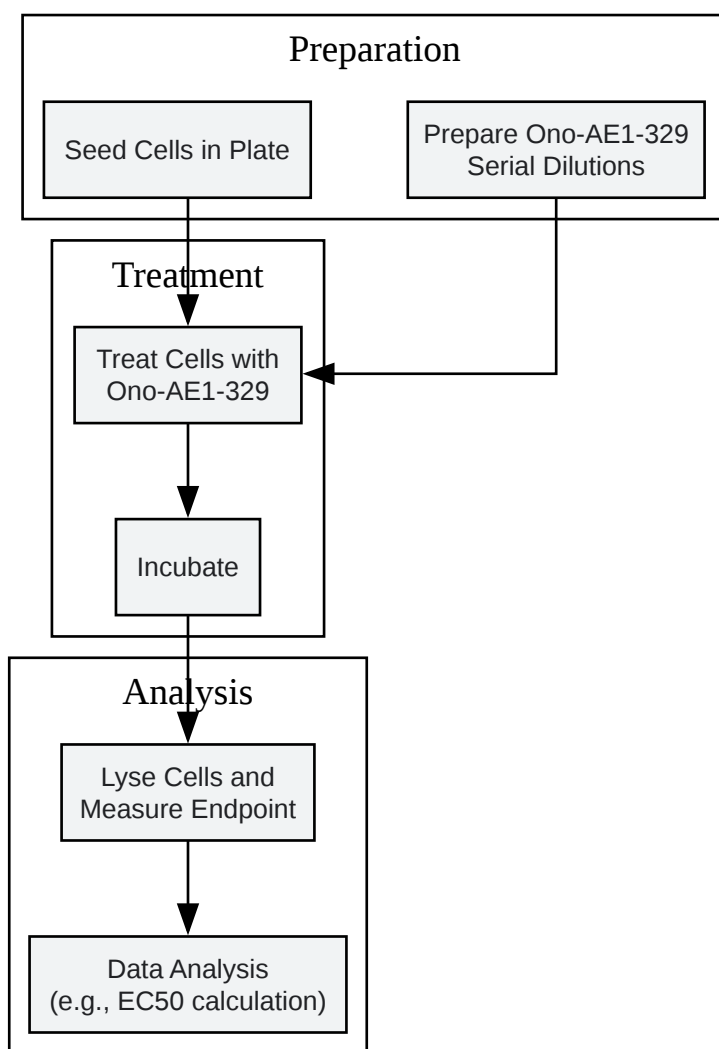 Preparation
Seed Cells in Plate
Prepare Ono-AE1-329
Serial Dilutions
Treatment
Treat Cells with
Ono-AE1-329
Incubate
Analysis
Lyse Cells and
Measure Endpoint
Data Analysis
(e.g., EC50 calculation)